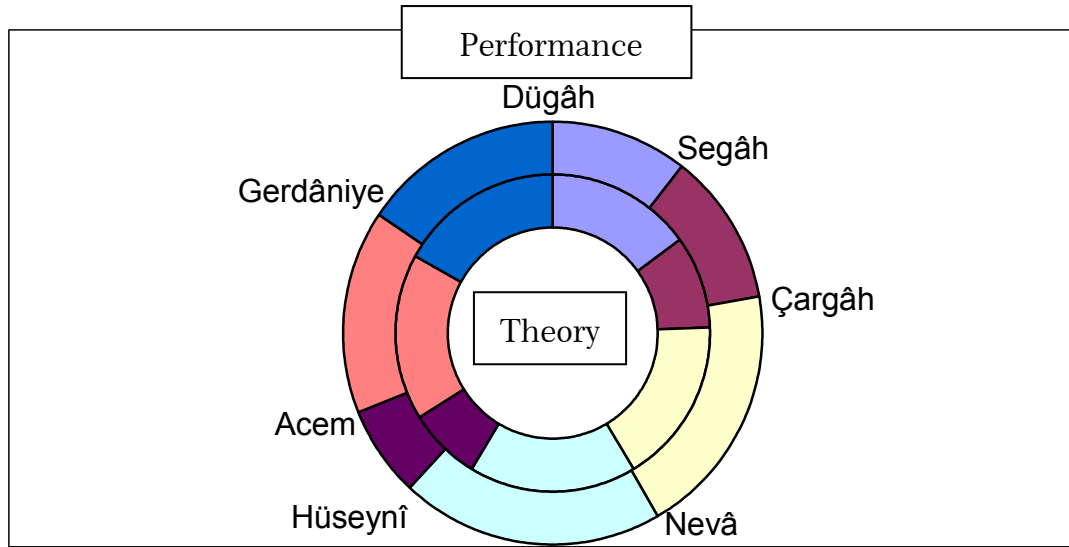 Performance
Dügâh
Segâh
Gerdâniye
Çargâh
Theory
Acem
Hüseynî
Nevâ